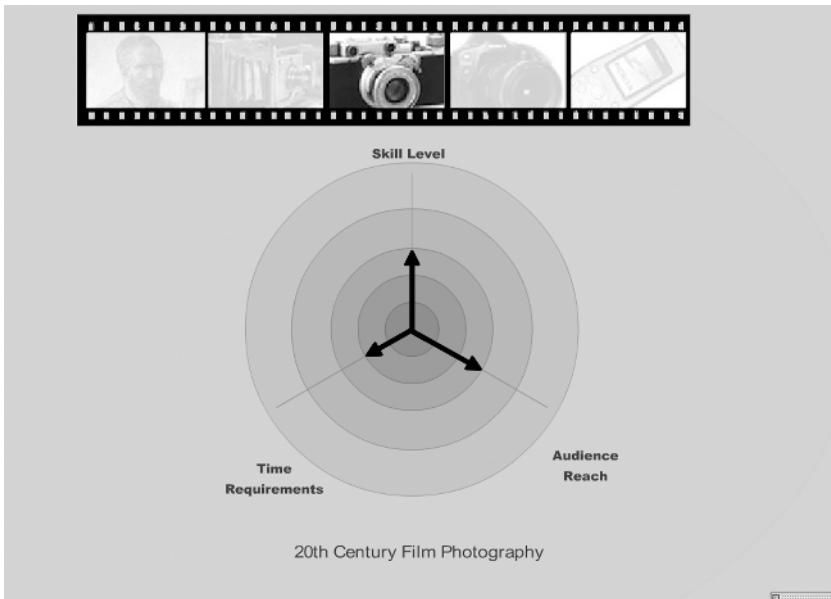 Skill Level
Time
Requirements
Audience
Reach
20th Century Film Photography